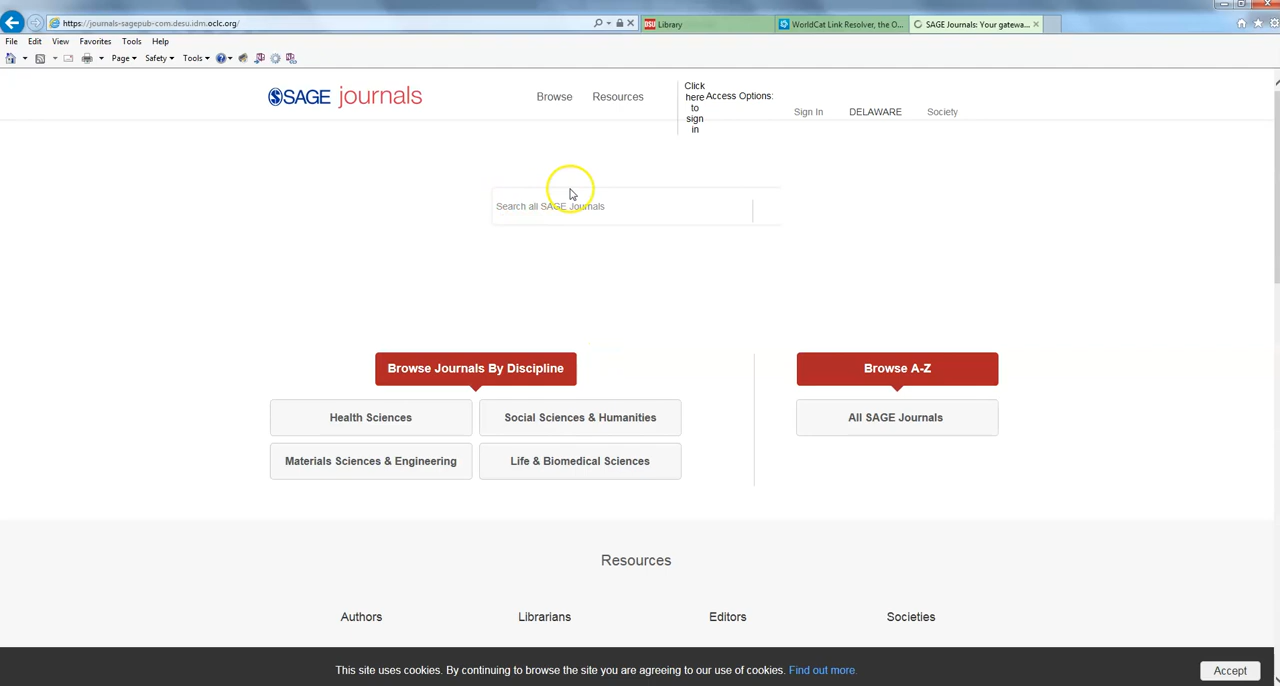 https://journals-sagepub-com.desu.idm.oclc.org/
DSU Library
WorldCat Link Resolver, the O...
SAGE Journals: Your gatewa...
File Edit View Favorites Tools Help
Page Safety Tools
SAGE journals
Browse Resources
Click here to sign in
Access Options:
Sign In DELAWARE Society
Search all SAGE Journals
Browse Journals By Discipline
Browse A-Z
Health Sciences
Social Sciences & Humanities
All SAGE Journals
Materials Sciences & Engineering
Life & Biomedical Sciences
Resources
Authors Librarians Editors Societies
This site uses cookies. By continuing to browse the site you are agreeing to our use of cookies. Find out more.
Accept